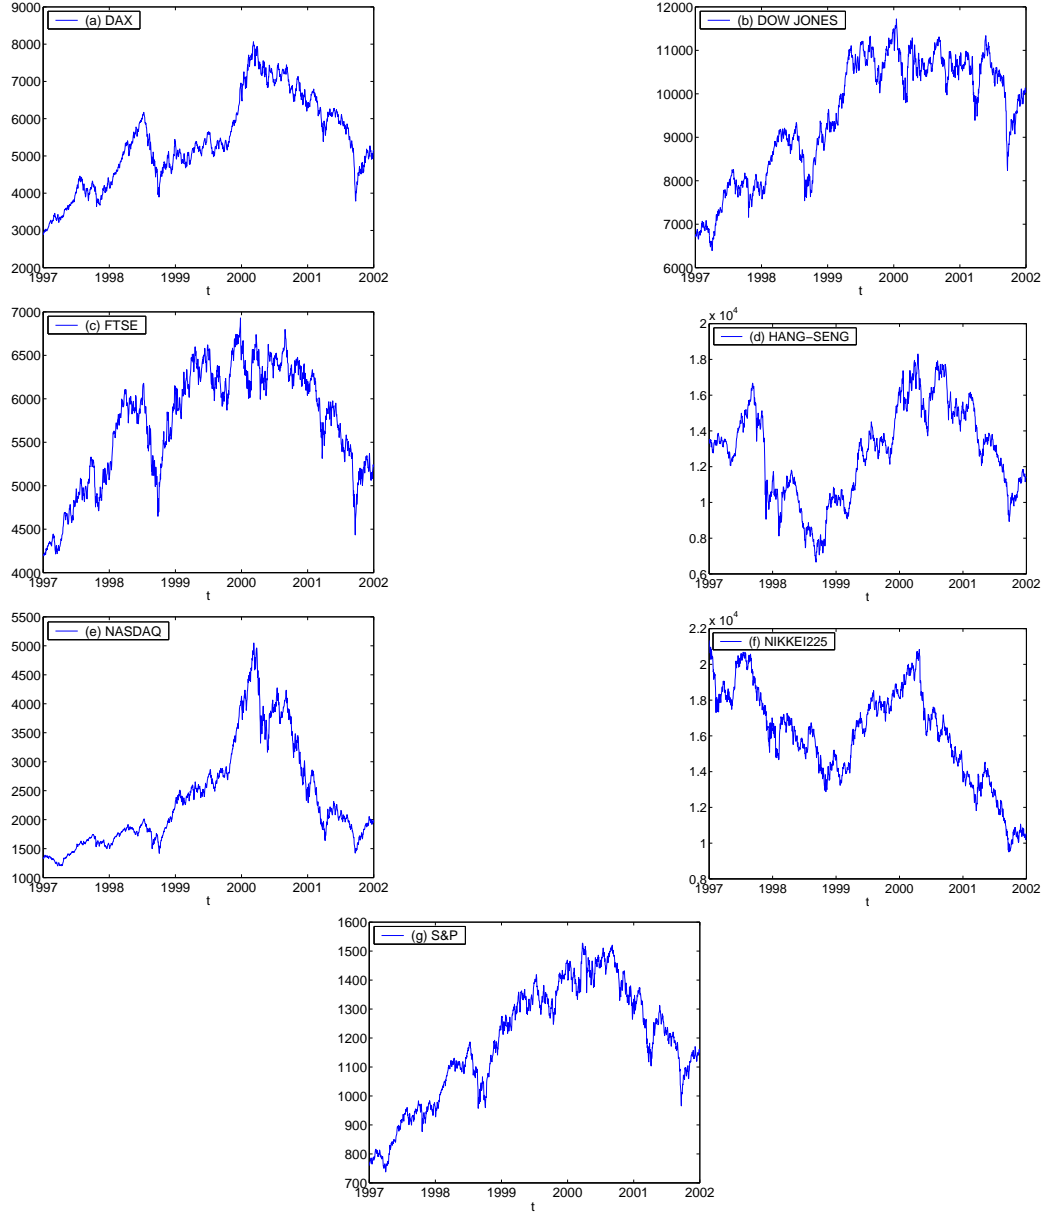 (a) DAX
9000
8000
7000
6000
5000
4000
3000
2000
1997 1998 1999 2000 2001 2002
t
(b) DOW JONES
12000
11000
10000
9000
8000
7000
6000
1997 1998 1999 2000 2001 2002
t
(c) FTSE
7000
6500
6000
5500
5000
4500
4000
1997 1998 1999 2000 2001 2002
t
x 10^4
(d) HANG−SENG
2
1.8
1.6
1.4
1.2
1
0.8
0.6
1997 1998 1999 2000 2001 2002
t
(e) NASDAQ
5500
5000
4500
4000
3500
3000
2500
2000
1500
1000
1997 1998 1999 2000 2001 2002
t
x 10^4
(f) NIKKEI225
2.2
2
1.8
1.6
1.4
1.2
1
0.8
1997 1998 1999 2000 2001 2002
t
(g) S&P
1600
1500
1400
1300
1200
1100
1000
900
800
700
1997 1998 1999 2000 2001 2002
t